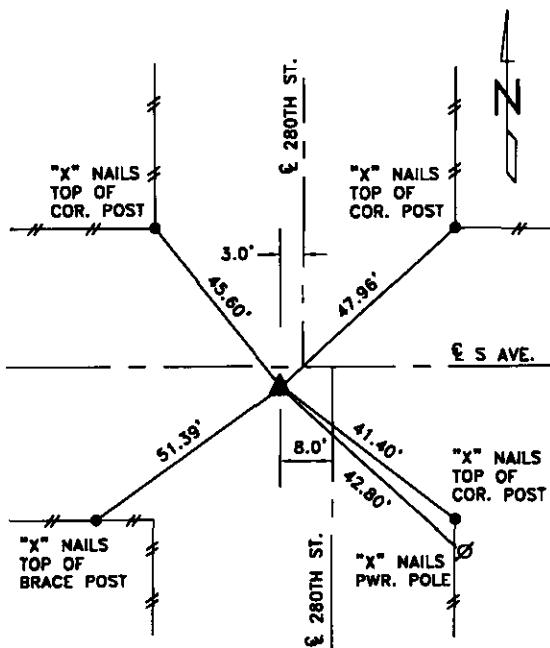 ℄ 280TH ST.
N
"X" NAILS
TOP OF
COR. POST
"X" NAILS
TOP OF
COR. POST
3.0'
45.60'
47.96'
℄ S AVE.
51.39'
8.0'
41.40'
42.80'
"X" NAILS
TOP OF
COR. POST
"X" NAILS
TOP OF
BRACE POST
℄ 280TH ST.
"X" NAILS
PWR. POLE